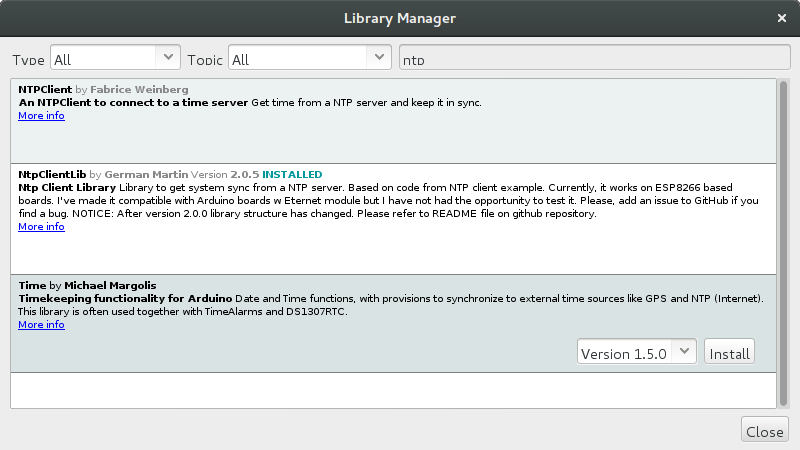 Library Manager
Type All Topic All ntp
NTPClient by Fabrice Weinberg
An NTPClient to connect to a time server Get time from a NTP server and keep it in sync.
More info
NtpClientLib by German Martin Version 2.0.5 INSTALLED
Ntp Client Library Library to get system sync from a NTP server. Based on code from NTP client example. Currently, it works on ESP8266 based
boards. I've made it compatible with Arduino boards w Eternet module but I have not had the opportunity to test it. Please, add an issue to GitHub if you
find a bug. NOTICE: After version 2.0.0 library structure has changed. Please refer to README file on github repository.
More info
Time by Michael Margolis
Timekeeping functionality for Arduino Date and Time functions, with provisions to synchronize to external time sources like GPS and NTP (Internet).
This library is often used together with TimeAlarms and DS1307RTC.
More info
Version 1.5.0 Install
Close